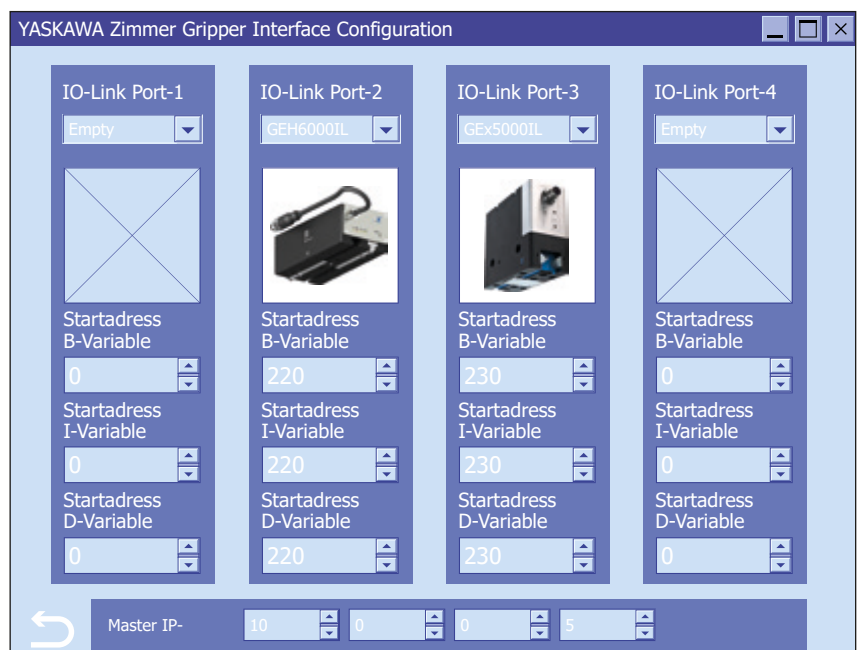 YASKAWA Zimmer Gripper Interface Configuration
IO-Link Port-1
Empty
Startadress
B-Variable
0
Startadress
I-Variable
0
Startadress
D-Variable
0
IO-Link Port-2
GEH6000IL
Startadress
B-Variable
220
Startadress
I-Variable
220
Startadress
D-Variable
220
IO-Link Port-3
GEx5000IL
Startadress
B-Variable
230
Startadress
I-Variable
230
Startadress
D-Variable
230
IO-Link Port-4
Empty
Startadress
B-Variable
0
Startadress
I-Variable
0
Startadress
D-Variable
0
Master IP- 10 0 0 5